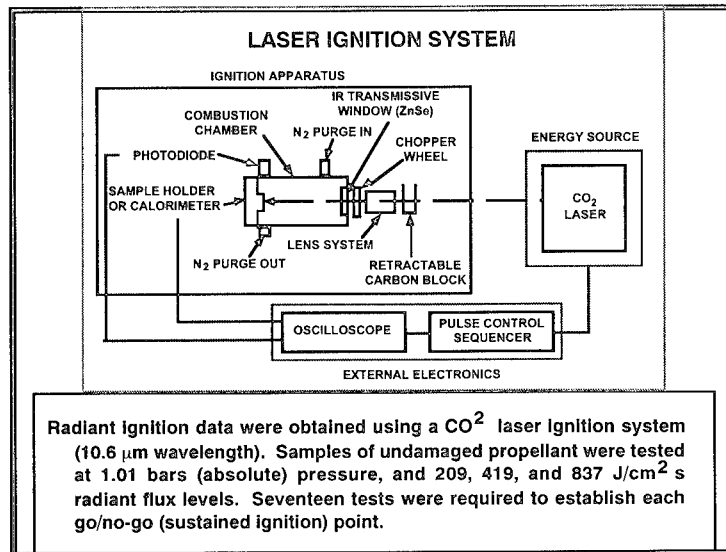 LASER IGNITION SYSTEM
IGNITION APPARATUS
IR TRANSMISSIVE
WINDOW (ZnSe)
COMBUSTION
CHAMBER
N2 PURGE IN
CHOPPER
WHEEL
ENERGY SOURCE
PHOTODIODE
SAMPLE HOLDER
OR CALORIMETER
CO2
LASER
LENS SYSTEM
N2 PURGE OUT
RETRACTABLE
CARBON BLOCK
OSCILLOSCOPE
PULSE CONTROL
SEQUENCER
EXTERNAL ELECTRONICS
Radiant ignition data were obtained using a CO² laser ignition system
(10.6 μm wavelength). Samples of undamaged propellant were tested
at 1.01 bars (absolute) pressure, and 209, 419, and 837 J/cm² s
radiant flux levels. Seventeen tests were required to establish each
go/no-go (sustained ignition) point.